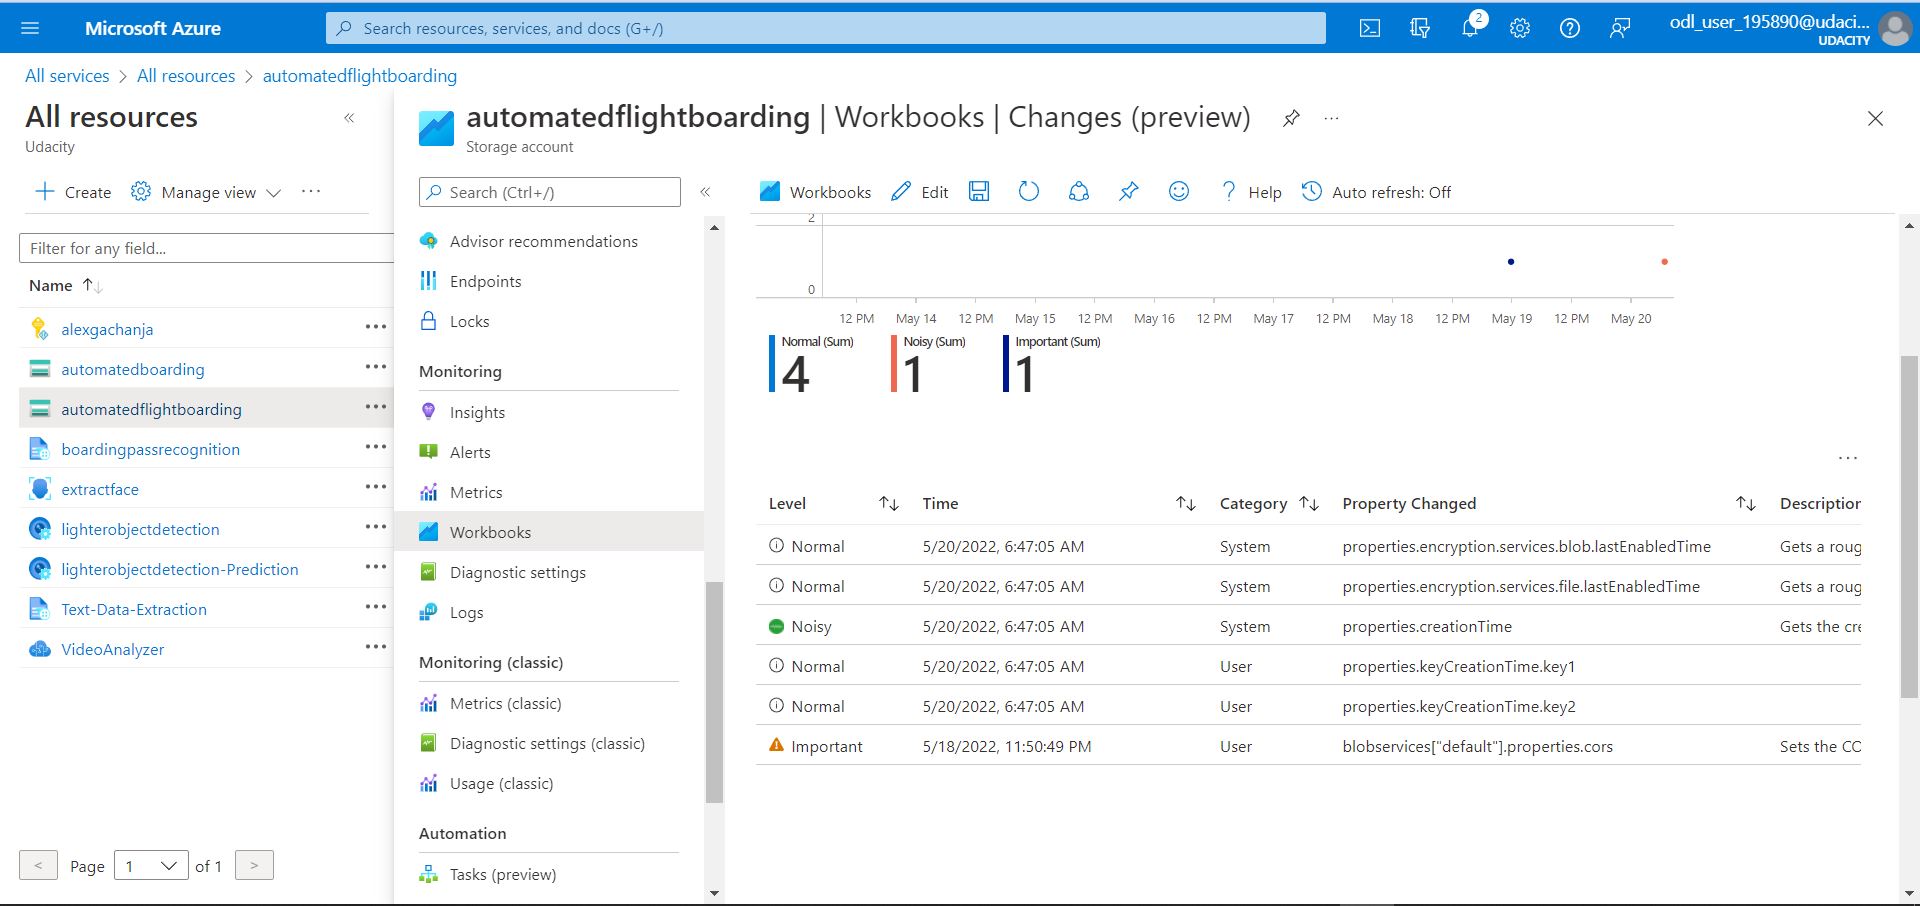 Microsoft Azure
Search resources, services, and docs (G+/)
2
odl_user_195890@udaci...
UDACITY
All services > All resources > automatedflightboarding
All resources
Udacity
Create
Manage view
Filter for any field...
Name
alexgachanja
automatedboarding
automatedflightboarding
boardingpassrecognition
extractface
lighterobjectdetection
lighterobjectdetection-Prediction
Text-Data-Extraction
VideoAnalyzer
< Page 1 of 1 >
automatedflightboarding | Workbooks | Changes (preview)
Storage account
Search (Ctrl+/)
Advisor recommendations
Endpoints
Locks
Monitoring
Insights
Alerts
Metrics
Workbooks
Diagnostic settings
Logs
Monitoring (classic)
Metrics (classic)
Diagnostic settings (classic)
Usage (classic)
Automation
Tasks (preview)
Workbooks Edit Help Auto refresh: Off
2
0
12 PM May 14 12 PM May 15 12 PM May 16 12 PM May 17 12 PM May 18 12 PM May 19 12 PM May 20
Normal (Sum) Noisy (Sum) Important (Sum)
4 1 1
Level Time Category Property Changed Description
Normal 5/20/2022, 6:47:05 AM System properties.encryption.services.blob.lastEnabledTime Gets a roug
Normal 5/20/2022, 6:47:05 AM System properties.encryption.services.file.lastEnabledTime Gets a roug
Noisy 5/20/2022, 6:47:05 AM System properties.creationTime Gets the cre
Normal 5/20/2022, 6:47:05 AM User properties.keyCreationTime.key1
Normal 5/20/2022, 6:47:05 AM User properties.keyCreationTime.key2
Important 5/18/2022, 11:50:49 PM User blobservices["default"].properties.cors Sets the CO